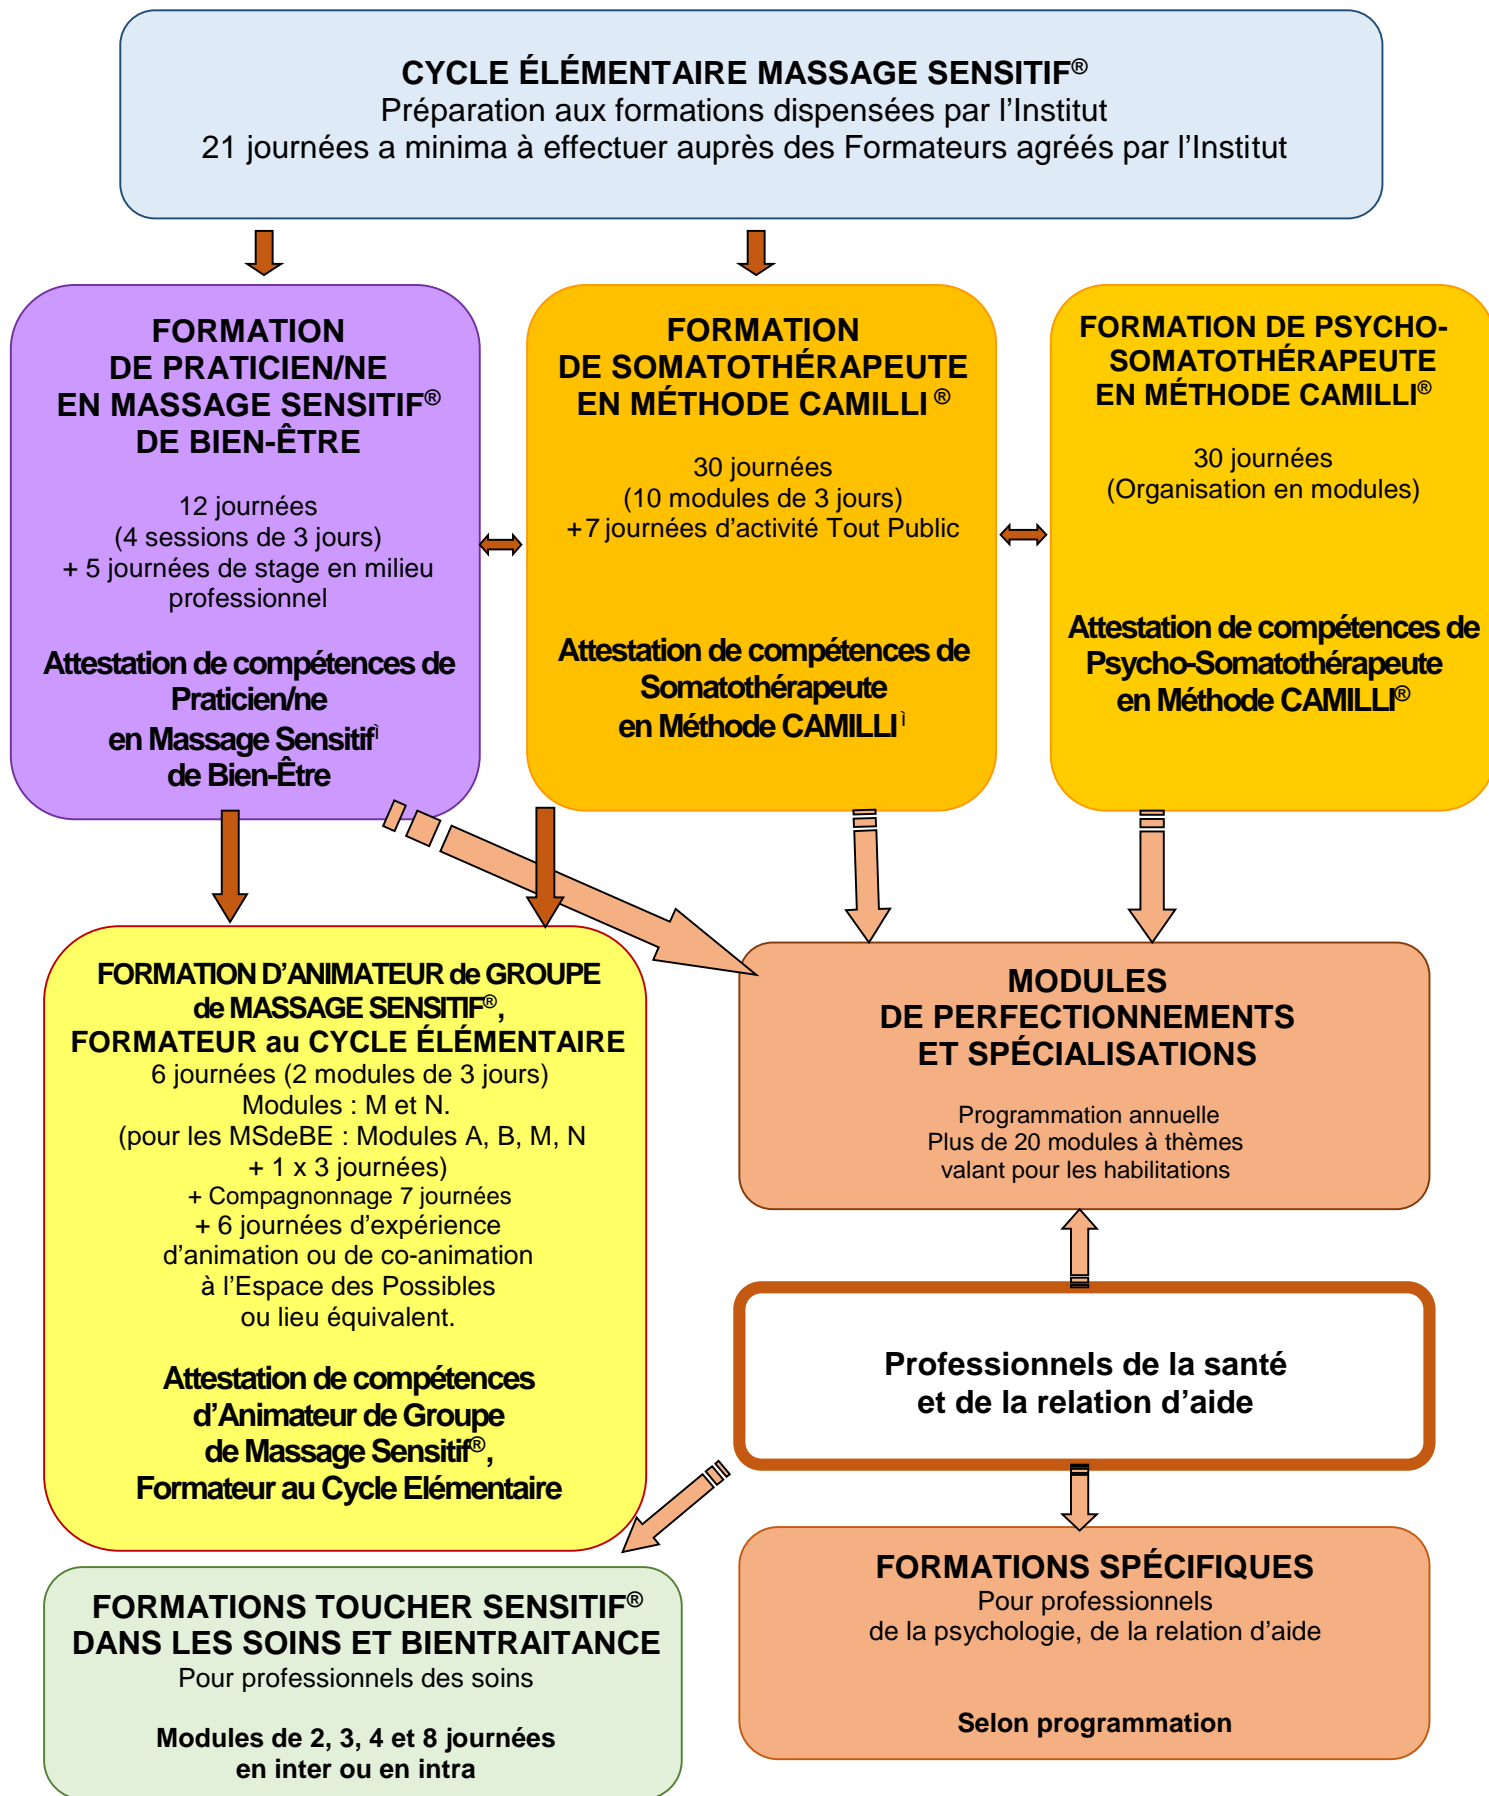 CYCLE ÉLÉMENTAIRE MASSAGE SENSITIF®
Préparation aux formations dispensées par l’Institut
21 journées a minima à effectuer auprès des Formateurs agréés par l’Institut
FORMATION
DE PRATICIEN/NE
EN MASSAGE SENSITIF®
DE BIEN-ÊTRE
12 journées
(4 sessions de 3 jours)
+ 5 journées de stage en milieu
professionnel
Attestation de compétences de
Praticien/ne
en Massage Sensitifì
de Bien-Être
FORMATION
DE SOMATOTHÉRAPEUTE
EN MÉTHODE CAMILLI ®
30 journées
(10 modules de 3 jours)
+7 journées d’activité Tout Public
Attestation de compétences de
Somatothérapeute
en Méthode CAMILLIì
FORMATION DE PSYCHO-
SOMATOTHÉRAPEUTE
EN MÉTHODE CAMILLI®
30 journées
(Organisation en modules)
Attestation de compétences de
Psycho-Somatothérapeute
en Méthode CAMILLI®
FORMATION D’ANIMATEUR de GROUPE
de MASSAGE SENSITIF®,
FORMATEUR au CYCLE ÉLÉMENTAIRE
6 journées (2 modules de 3 jours)
Modules : M et N.
(pour les MSdeBE : Modules A, B, M, N
+ 1 x 3 journées)
+ Compagnonnage 7 journées
+ 6 journées d’expérience
d’animation ou de co-animation
à l’Espace des Possibles
ou lieu équivalent.
Attestation de compétences
d’Animateur de Groupe
de Massage Sensitif®,
Formateur au Cycle Elémentaire
MODULES
DE PERFECTIONNEMENTS
ET SPÉCIALISATIONS
Programmation annuelle
Plus de 20 modules à thèmes
valant pour les habilitations
Professionnels de la santé
et de la relation d’aide
FORMATIONS TOUCHER SENSITIF®
DANS LES SOINS ET BIENTRAITANCE
Pour professionnels des soins
Modules de 2, 3, 4 et 8 journées
en inter ou en intra
FORMATIONS SPÉCIFIQUES
Pour professionnels
de la psychologie, de la relation d’aide
Selon programmation